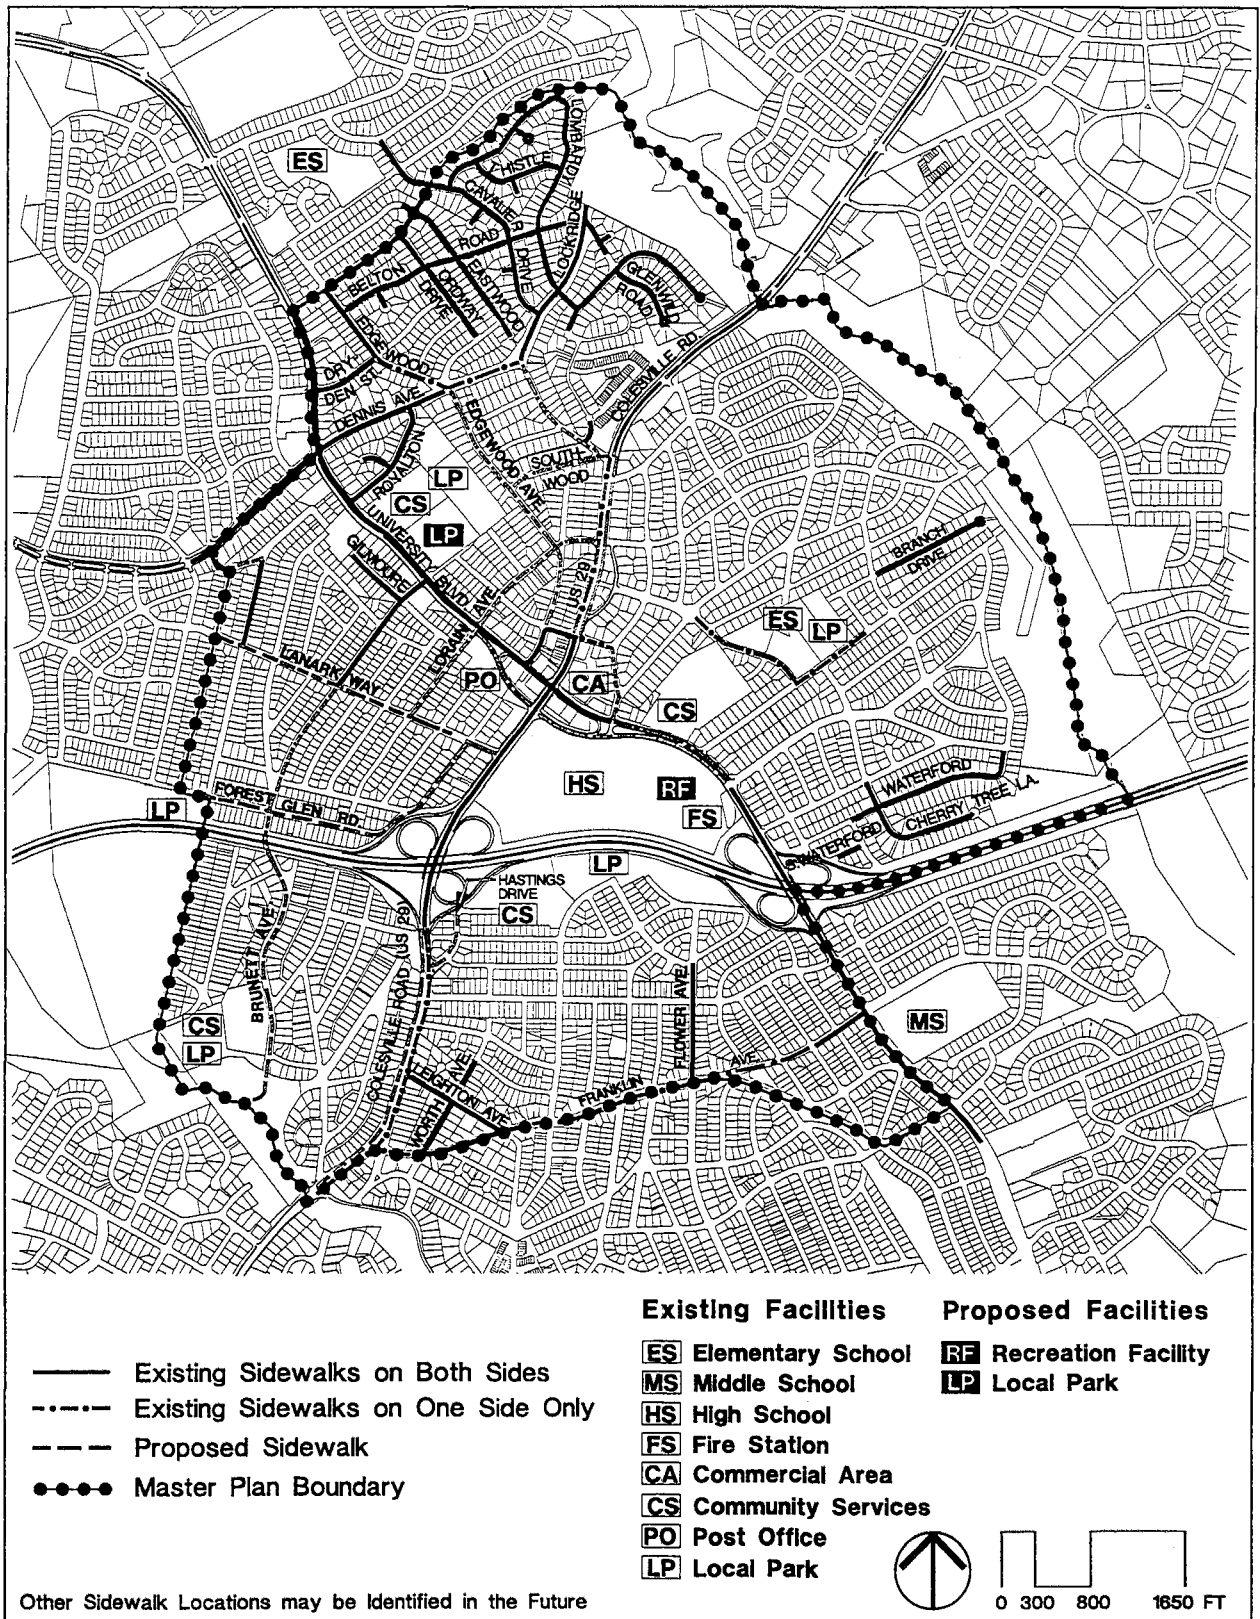 ES
LOMBARDY
THISTLE
CAVALIER DRIVE
LOCKRIDGE
BELTON ROAD
ORDWAY
DRIVE
EASTWOOD
GLENWILD
ROAD
EDGEWOOD
DRY-
DEN ST.
DENNIS AVE.
COLESVILLE RD.
ROYALTON
EDGEWOOD AVE.
SOUTH-
WOOD
LP
CS
LP
UNIVERSITY BLVD.
GILMOURE
US 29
BRANCH
DRIVE
LORAIN AVE.
ES
LP
LANARK WAY
PO
CA
CS
HS
RF
FS
WATERFORD
CHERRY TREE LA.
S. WATERFORD
FOREST GLEN RD.
LP
LP
HASTINGS
DRIVE
CS
BRUNETT AVE.
COLESVILLE ROAD (US 29)
FLOWER AVE.
MS
CS
LP
LEIGHTON AVE.
WORTH AVE.
FRANKLIN AVE.
Existing Facilities
ES Elementary School
MS Middle School
HS High School
FS Fire Station
CA Commercial Area
CS Community Services
PO Post Office
LP Local Park
Proposed Facilities
RF Recreation Facility
LP Local Park
Existing Sidewalks on Both Sides
Existing Sidewalks on One Side Only
Proposed Sidewalk
Master Plan Boundary
Other Sidewalk Locations may be Identified in the Future
0 300 800 1650 FT